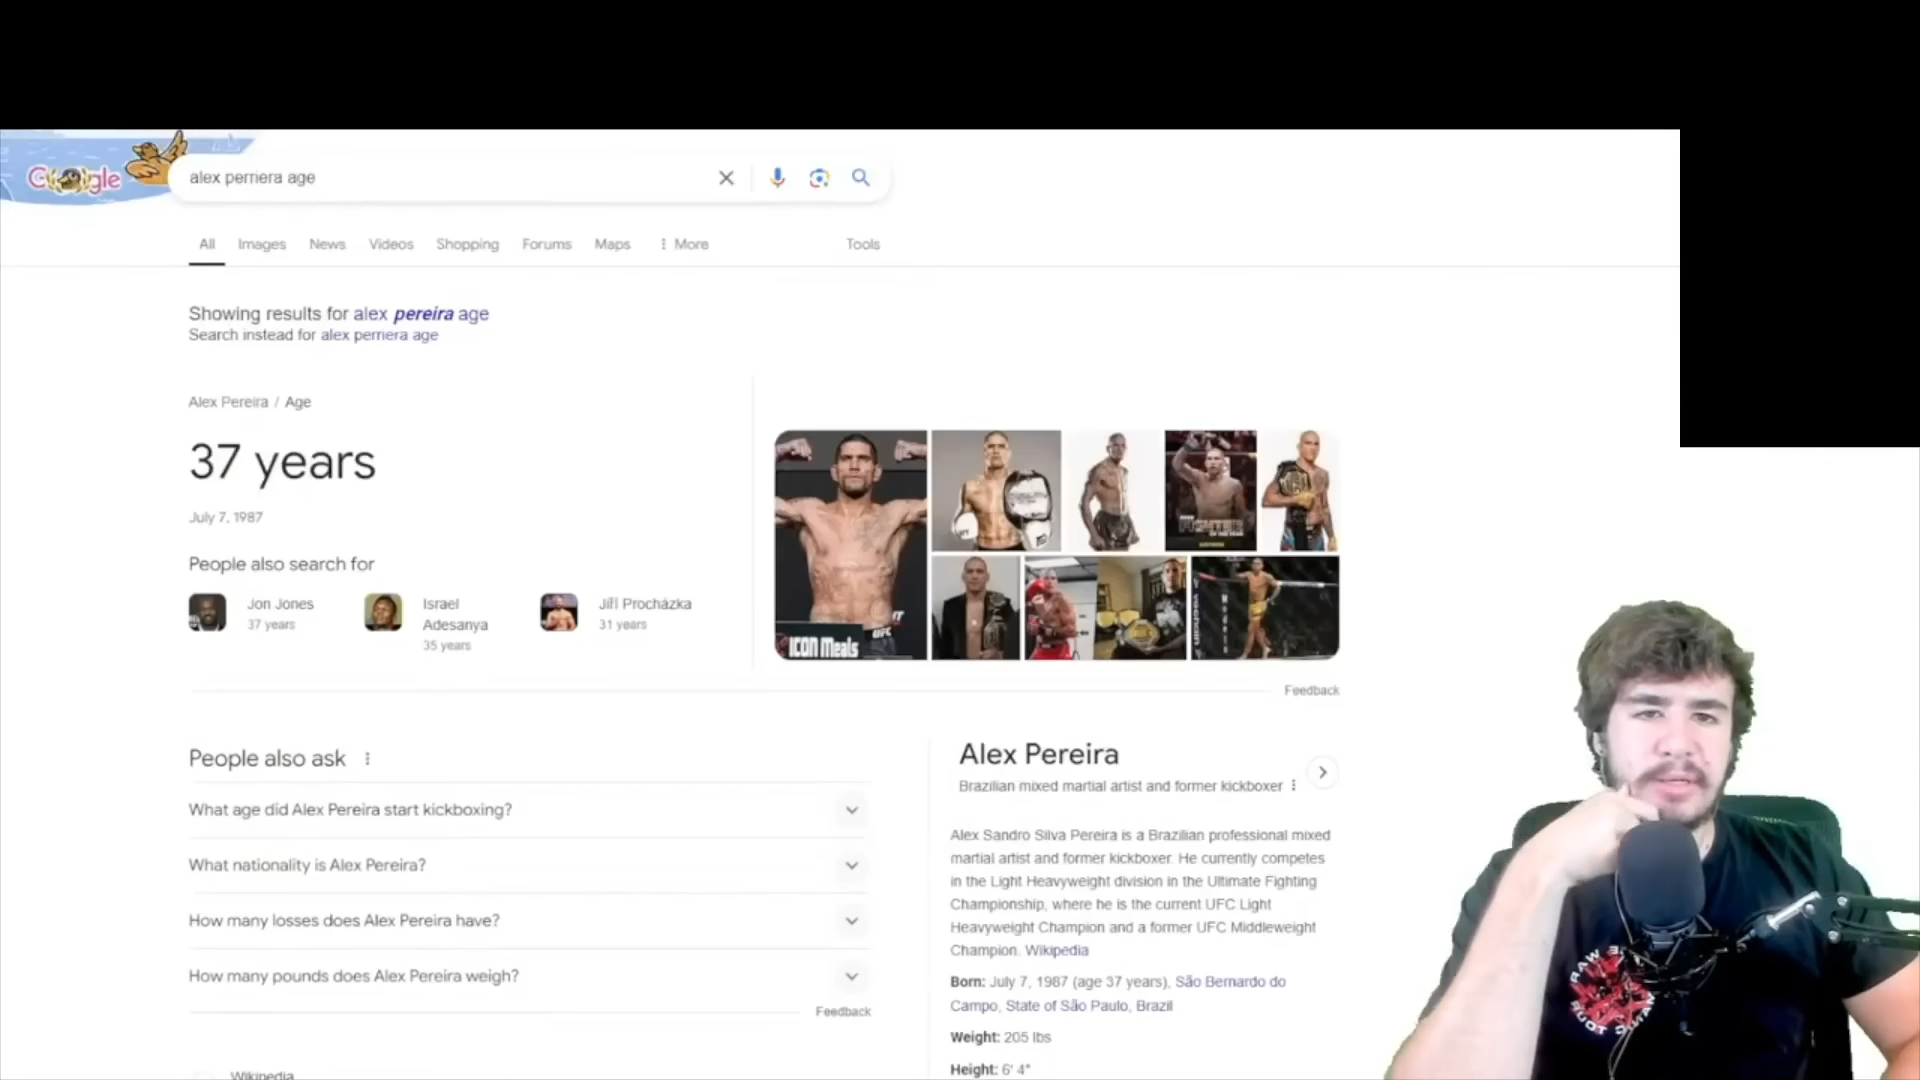 Google
alex perriera age
All
Images
News
Videos
Shopping
Forums
Maps
More
Tools
Showing results for alex pereira age
Search instead for alex perriera age
Alex Pereira / Age
37 years
July 7, 1987
People also search for
Jon Jones
37 years
Israel
Adesanya
35 years
Jiří Procházka
31 years
ICON Meals
UFC
Feedback
People also ask
What age did Alex Pereira start kickboxing?
What nationality is Alex Pereira?
How many losses does Alex Pereira have?
How many pounds does Alex Pereira weigh?
Feedback
Wikipedia
Alex Pereira
Brazilian mixed martial artist and former kickboxer
Alex Sandro Silva Pereira is a Brazilian professional mixed
martial artist and former kickboxer. He currently competes
in the Light Heavyweight division in the Ultimate Fighting
Championship, where he is the current UFC Light
Heavyweight Champion and a former UFC Middleweight
Champion. Wikipedia
Born: July 7, 1987 (age 37 years), São Bernardo do
Campo, State of São Paulo, Brazil
Weight: 205 lbs
Height: 6' 4"